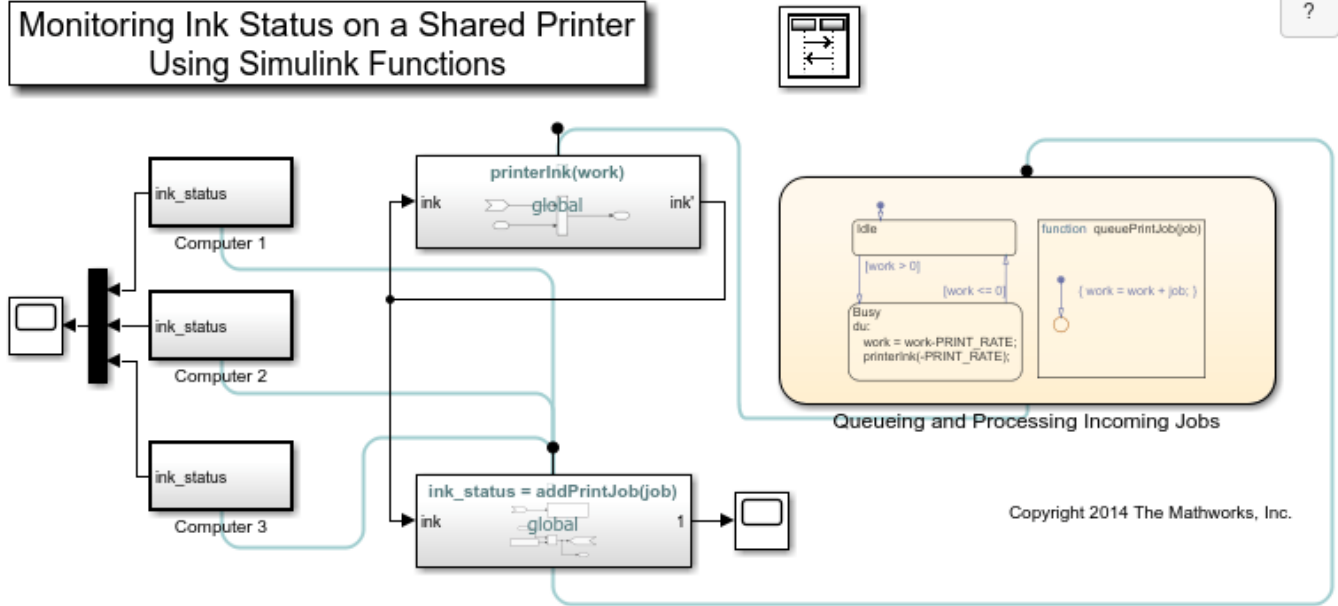 Monitoring Ink Status on a Shared Printer
Using Simulink Functions
?
ink_status
Computer 1
ink_status
Computer 2
ink_status
Computer 3
printerInk(work)
ink
global
ink'
ink_status = addPrintJob(job)
ink
global
1
Idle
[work > 0]
[work <= 0]
Busy
du:
work = work-PRINT_RATE;
printerInk(-PRINT_RATE);
function queuePrintJob(job)
{ work = work + job; }
Queueing and Processing Incoming Jobs
Copyright 2014 The Mathworks, Inc.